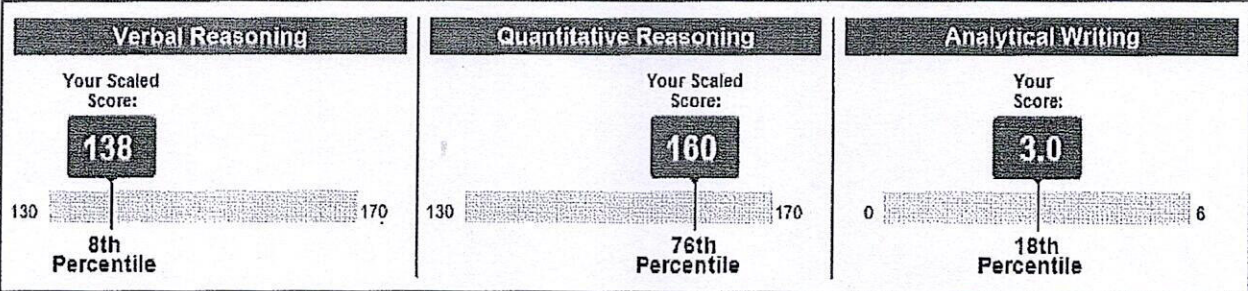 Verbal Reasoning
Your Scaled
Score:
138
130
170
8th
Percentile
Quantitative Reasoning
Your Scaled
Score:
160
130
170
76th
Percentile
Analytical Writing
Your
Score:
3.0
0
6
18th
Percentile